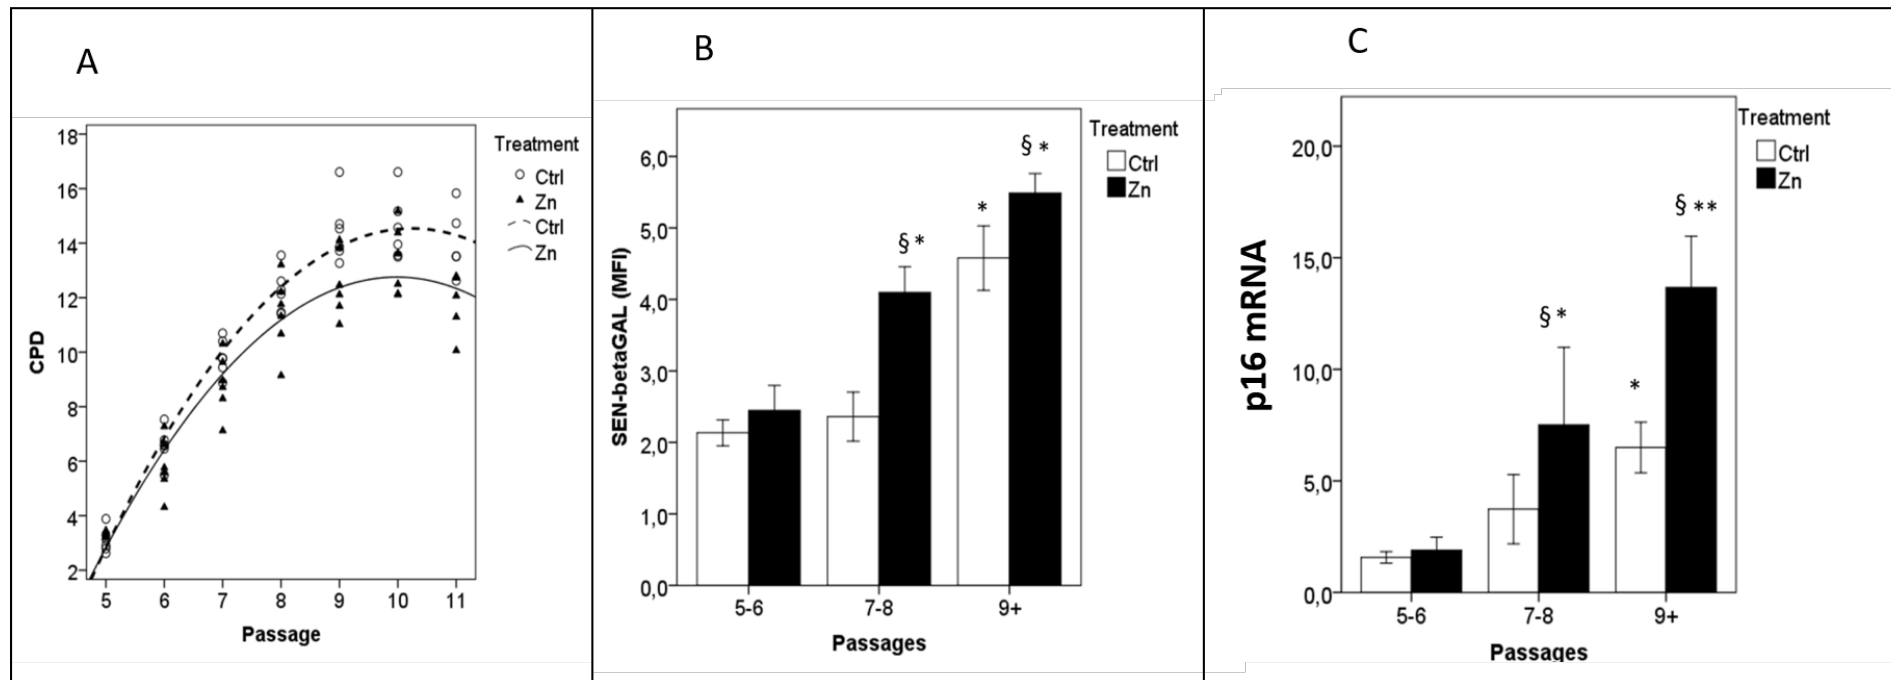 A
18
16
14
12
10
8
6
4
2
CPD
5 6 7 8 9 10 11
Passage
Treatment
Ctrl
Zn
Ctrl
Zn
B
6,0
5,0
4,0
3,0
2,0
1,0
0,0
SEN-betaGAL (MFI)
§ *
*
§ *
5-6 7-8 9+
Passages
Treatment
Ctrl
Zn
C
20,0
15,0
10,0
5,0
0,0
p16 mRNA
§ *
*
§ **
5-6 7-8 9+
Passages
Treatment
Ctrl
Zn